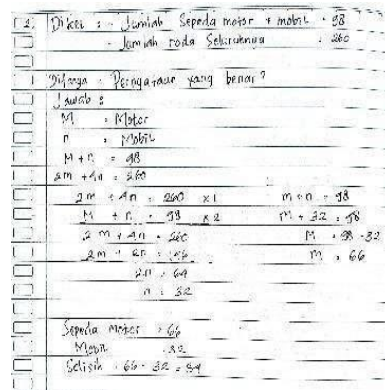 2 Diket : - Jumlah Sepeda motor + mobil : 98
- Jumlah roda Seluruhnya : 260
Ditanya : Pernyataan yang benar ?
Jawab :
M : Motor
n : Mobil
M + n = 98
2m + 4n = 260
2m + 4n = 260 x1 m + n = 98
M + n = 98 x2 m + 32 = 98
2m + 4n = 260 M = 98 - 32
2m + 2n = 196 M = 66
2n = 64
n = 32
Sepeda Motor : 66
Mobil : 32
Selisih : 66 - 32 = 34